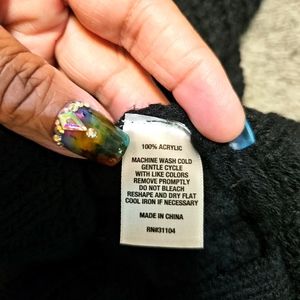 100% ACRYLIC
MACHINE WASH COLD
GENTLE CYCLE
WITH LIKE COLORS
REMOVE PROMPTLY
DO NOT BLEACH
RESHAPE AND DRY FLAT
COOL IRON IF NECESSARY
MADE IN CHINA
RN#31104